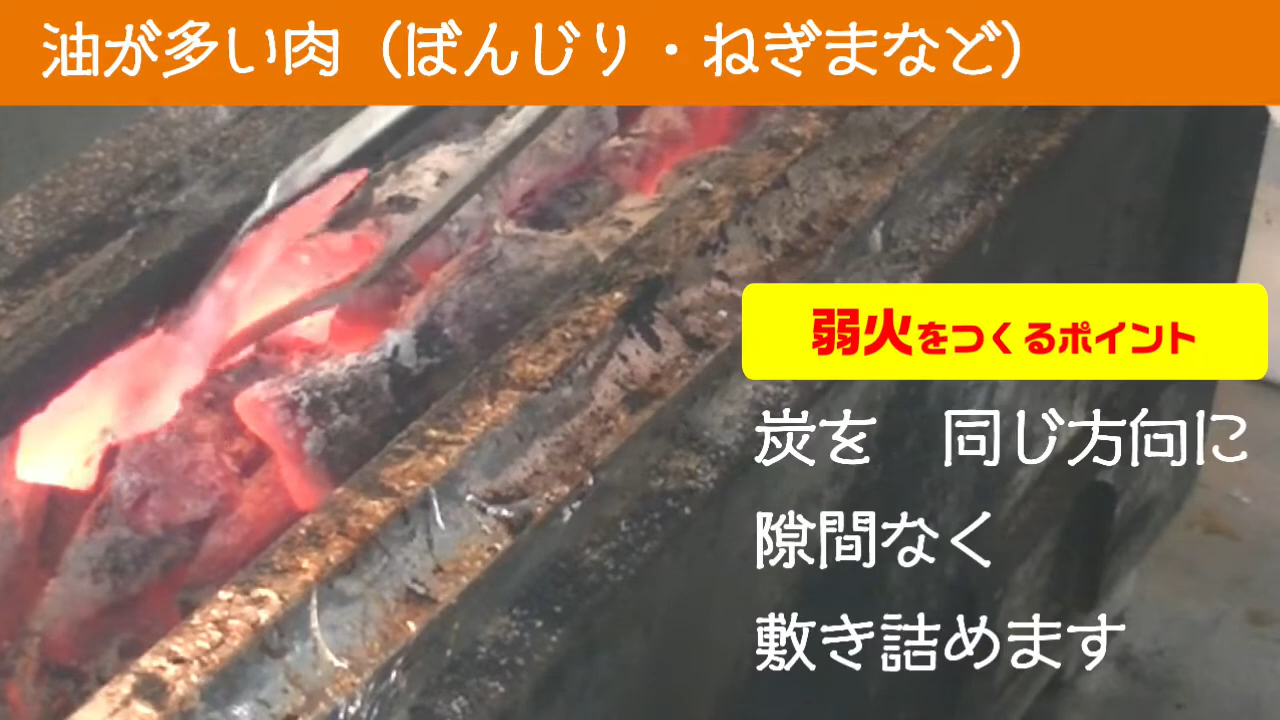 油が多い肉（ぼんじり・ねぎまなど）
弱火をつくるポイント
炭を　同じ方向に
隙間なく
敷き詰めます